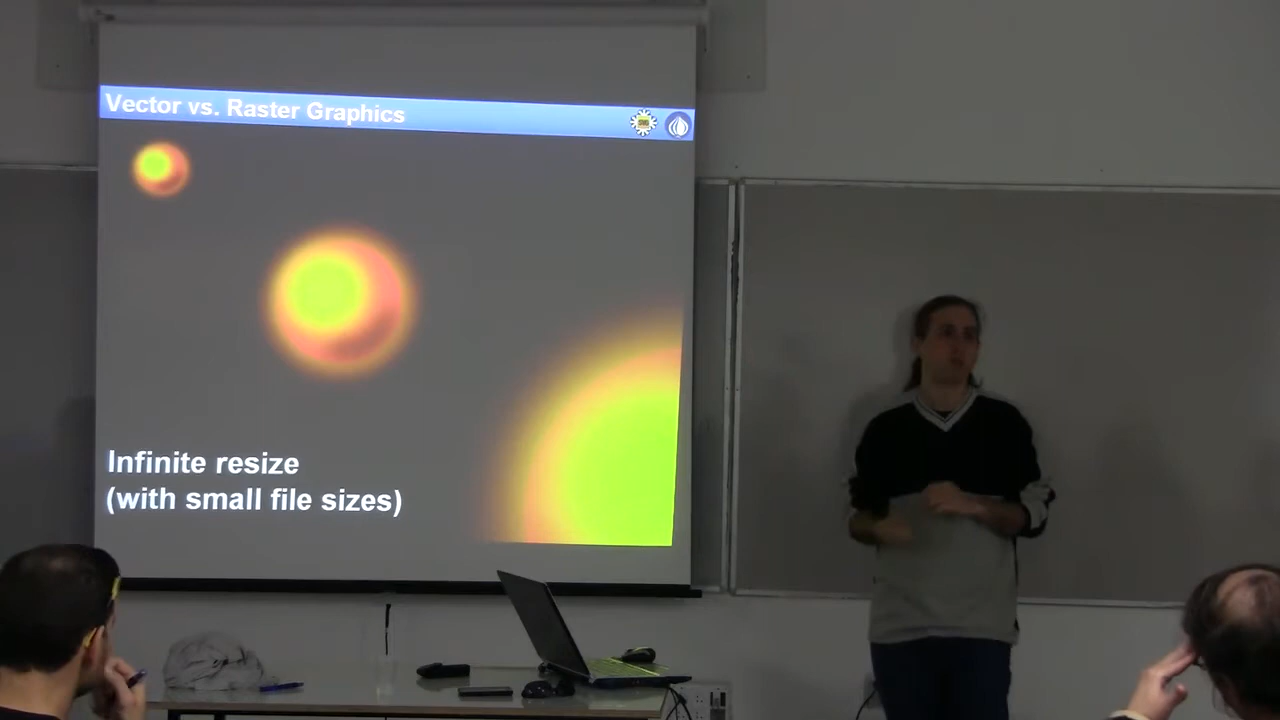 Vector vs. Raster Graphics
Infinite resize
(with small file sizes)